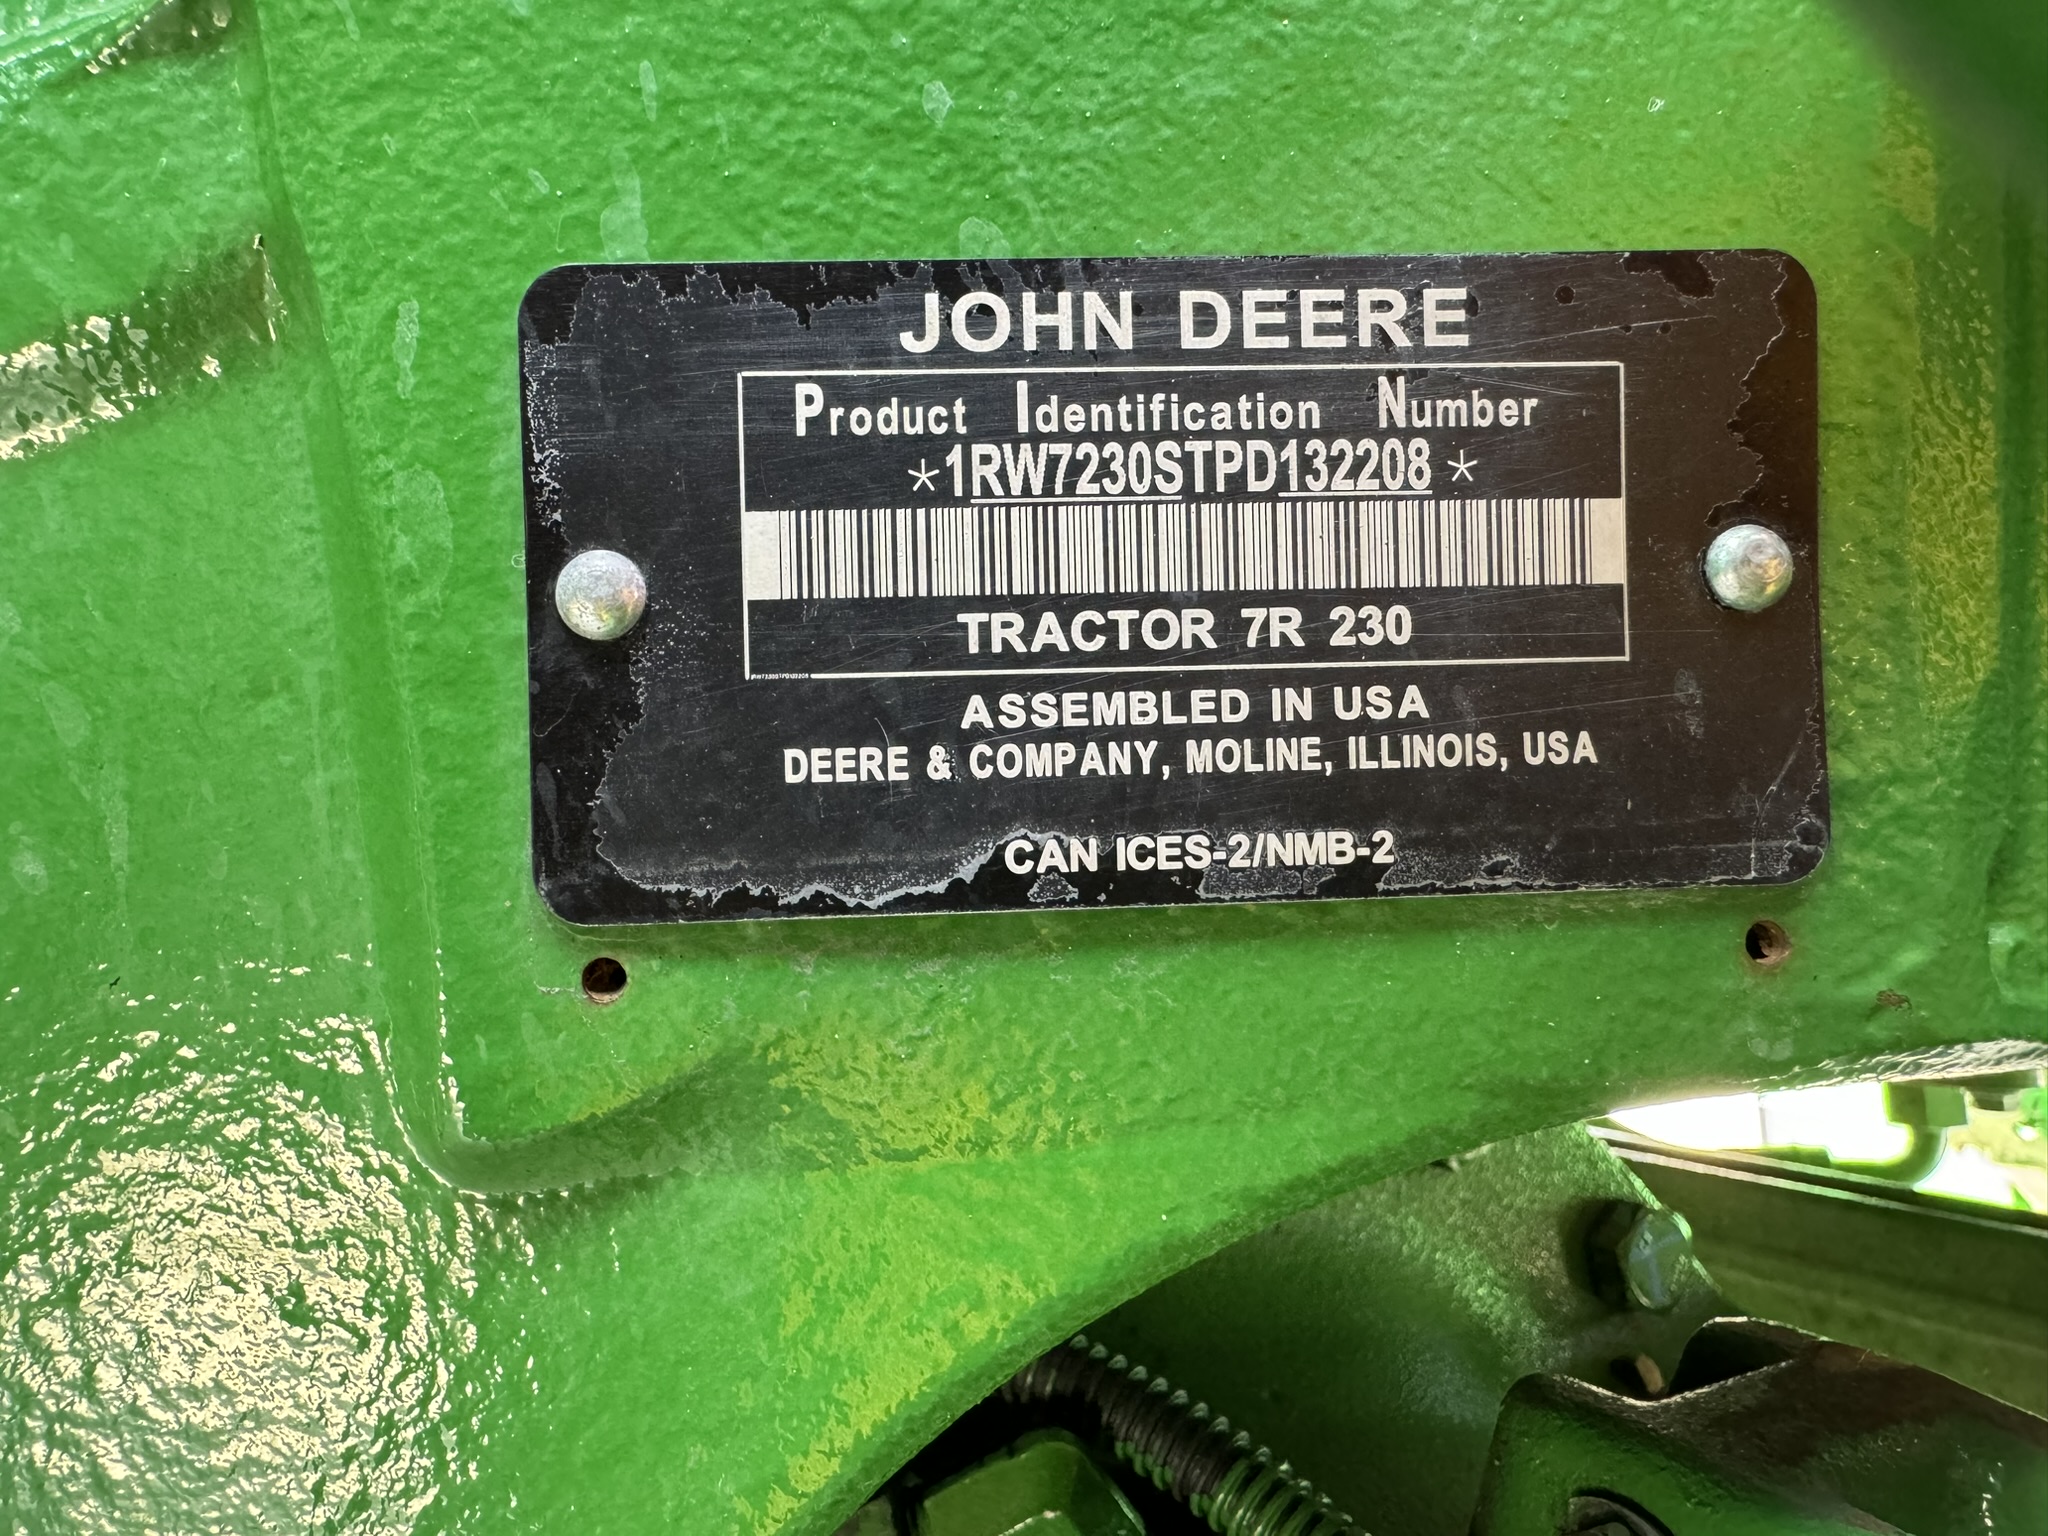 JOHN DEERE
Product Identification Number
*1RW7230STPD132208*
TRACTOR 7R 230
ASSEMBLED IN USA
DEERE & COMPANY, MOLINE, ILLINOIS, USA
CAN ICES-2/NMB-2